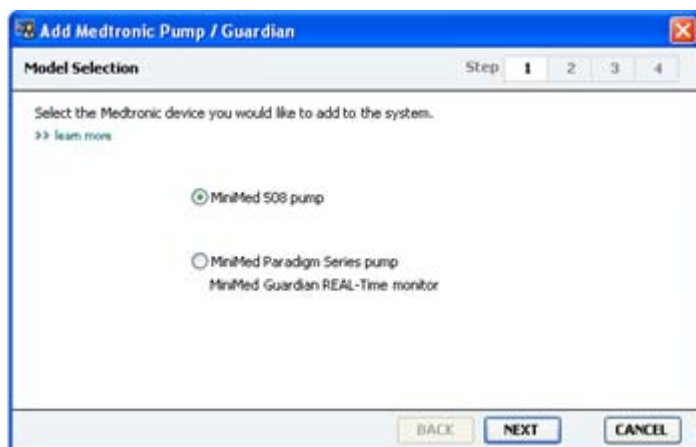 Add Medtronic Pump / Guardian
Model Selection Step 1 2 3 4
Select the Medtronic device you would like to add to the system.
>> learn more
MiniMed 508 pump
MiniMed Paradigm Series pump
MiniMed Guardian REAL-Time monitor
BACK NEXT CANCEL